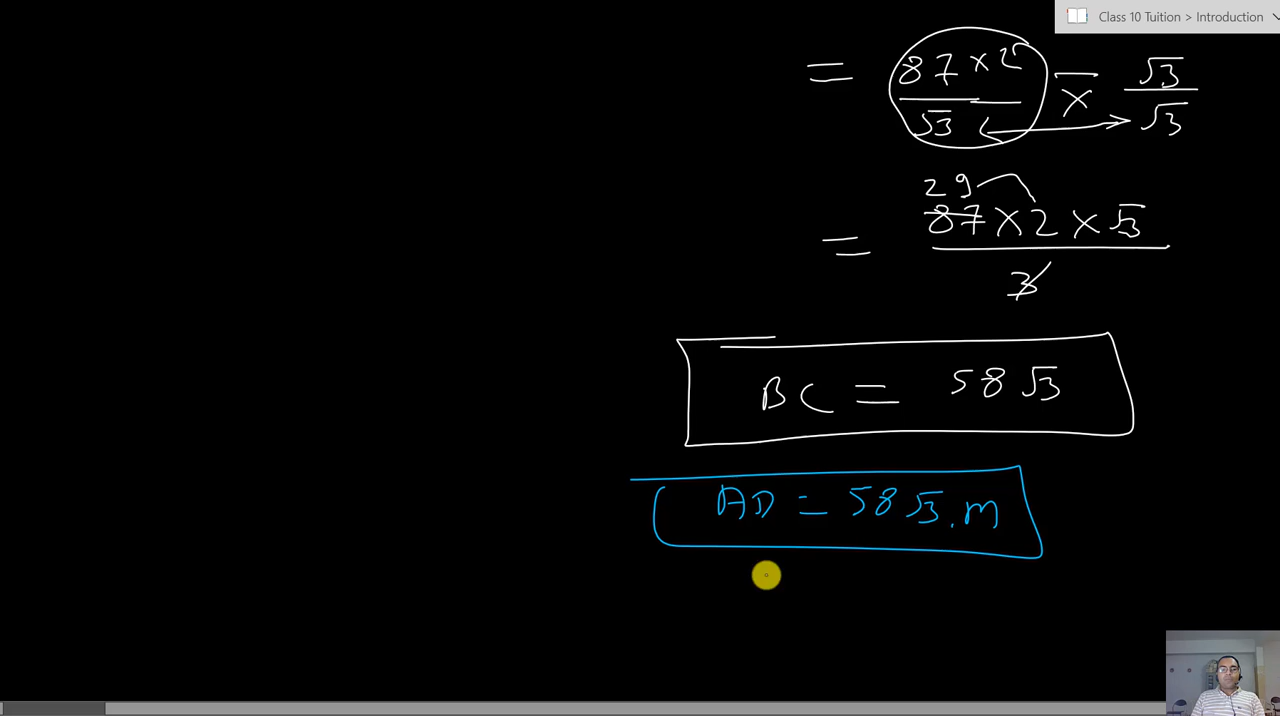 Class 10 Tuition > Introduction
= 87 × 2 / √3 × √3 / √3
29
= 87 × 2 × √3 / 3
BC = 58√3
AD = 58√3.m